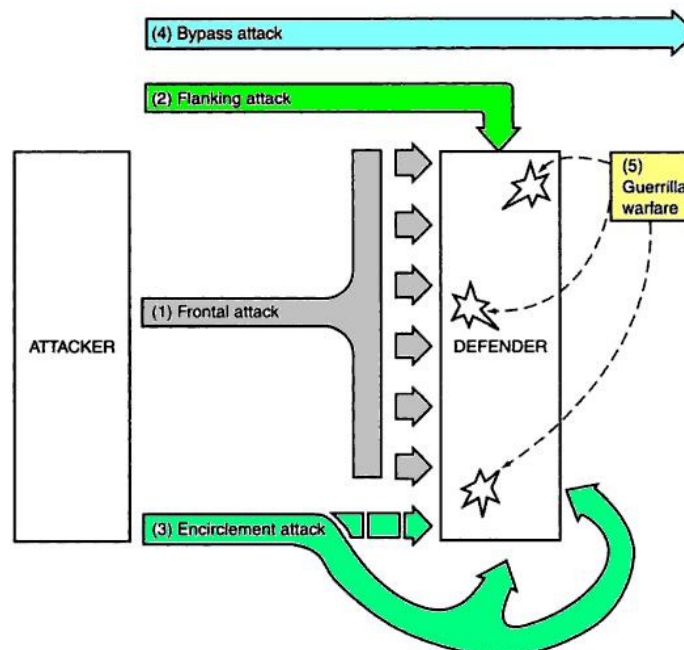 (4) Bypass attack
(2) Flanking attack
(5)
Guerrilla
warfare
(1) Frontal attack
ATTACKER
DEFENDER
(3) Encirclement attack